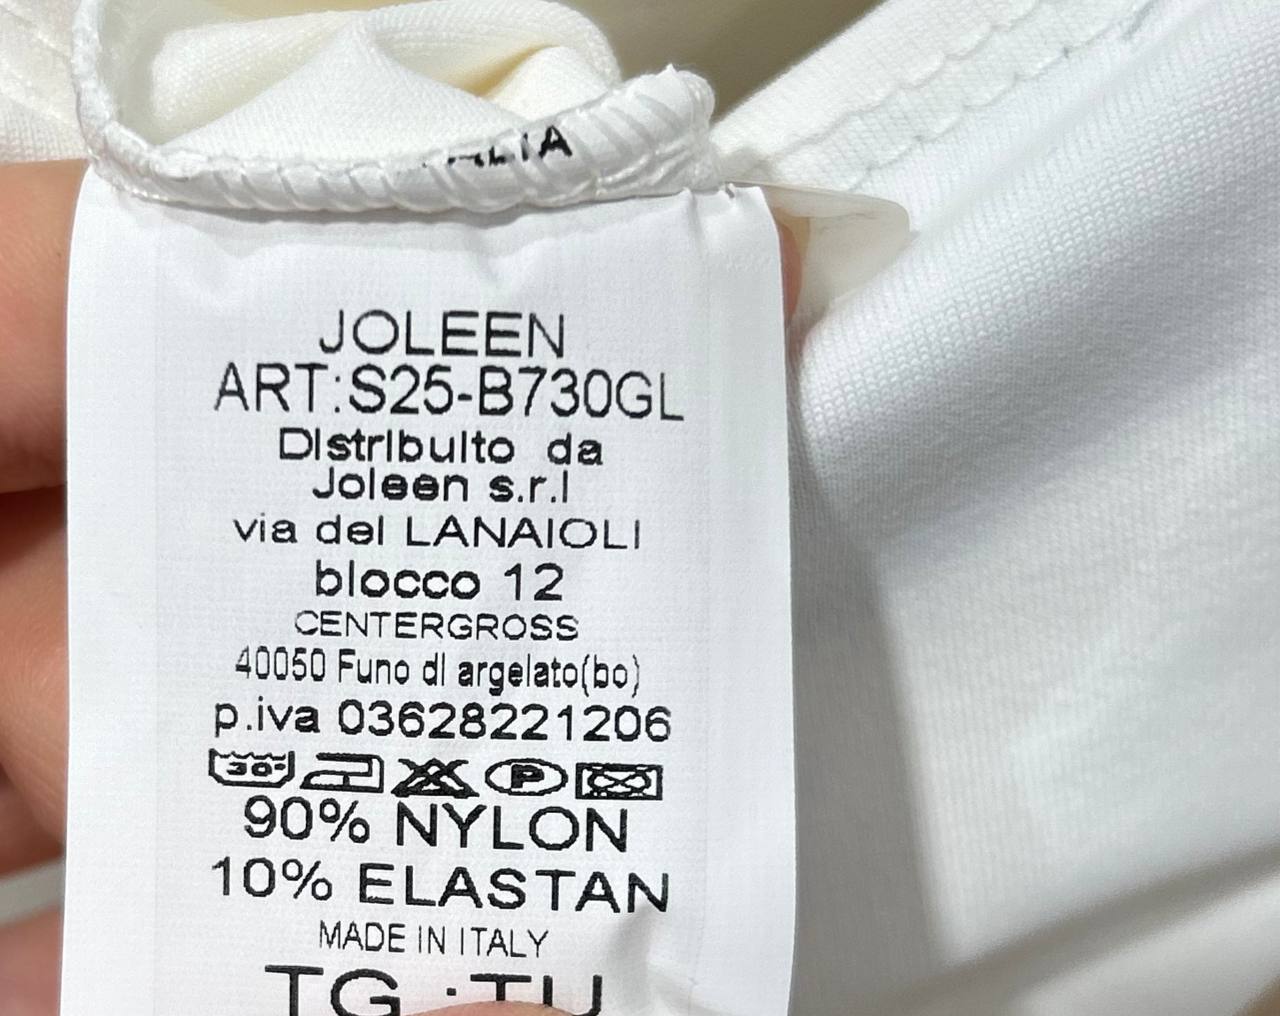 JOLEEN
ART:S25-B730GL
Distribuito da
Joleen s.r.l
via dei LANAIOLI
blocco 12
CENTERGROSS
40050 Funo di argelato(bo)
p.iva 03628221206
30°
P
90% NYLON
10% ELASTAN
MADE IN ITALY
TG.:TU